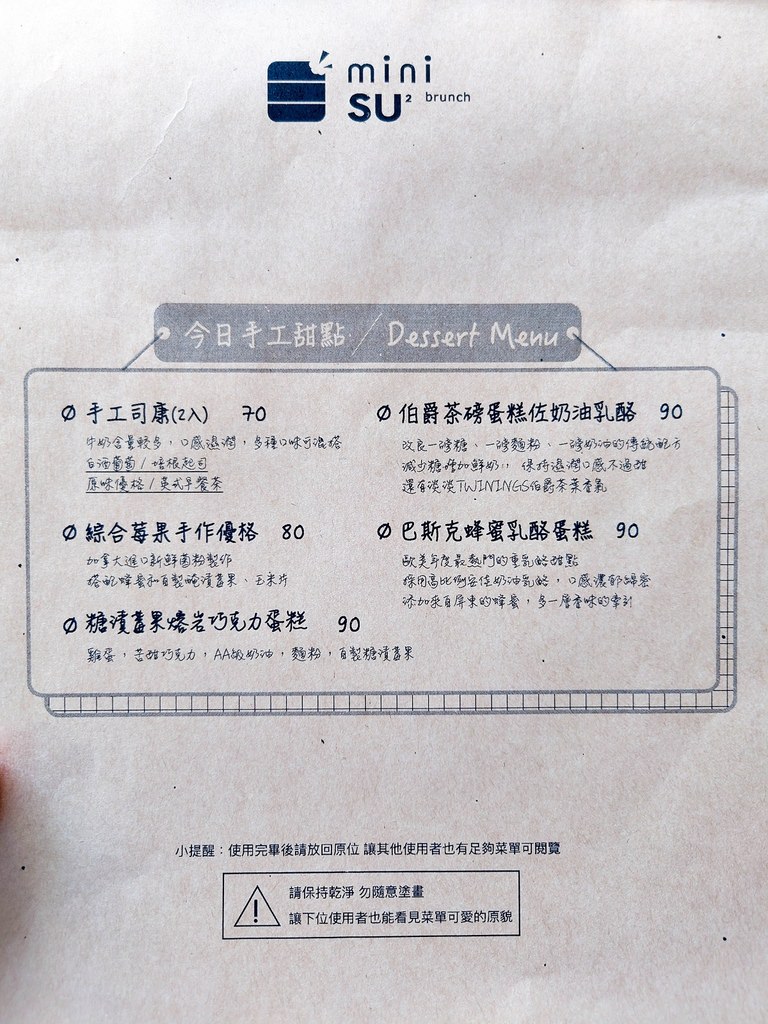 mini
SU² brunch
今日手工甜點 / Dessert Menu
Ø 手工司康(2入) 70
牛奶含量較多，口感濕潤，多種口味可混搭
白酒葡萄 / 培根起司
原味優格 / 英式早餐茶
Ø 綜合莓果手作優格 80
加拿大進口新鮮菌粉製作
搭配蜂蜜和自製醃漬莓果、玉米片
Ø 糖漬莓果熔岩巧克力蛋糕 90
雞蛋，苦甜巧克力，AA級奶油，麵粉，自製糖漬莓果
Ø 伯爵茶磅蛋糕佐奶油乳酪 90
改良一磅糖、一磅麵粉、一磅奶油的傳統配方
減少糖增加鮮奶，保持濕潤口感不過甜
還有淡淡TWININGS伯爵茶葉香氣
Ø 巴斯克蜂蜜乳酪蛋糕 90
歐美年度最熱門的重乳酪甜點
採用高比例安佳奶油乳酪，口感濃郁綿密
添加來自屏東的蜂蜜，多一層香味的牽絆
小提醒：使用完畢後請放回原位 讓其他使用者也有足夠菜單可閱覽
請保持乾淨 勿隨意塗畫
讓下位使用者也能看見菜單可愛的原貌